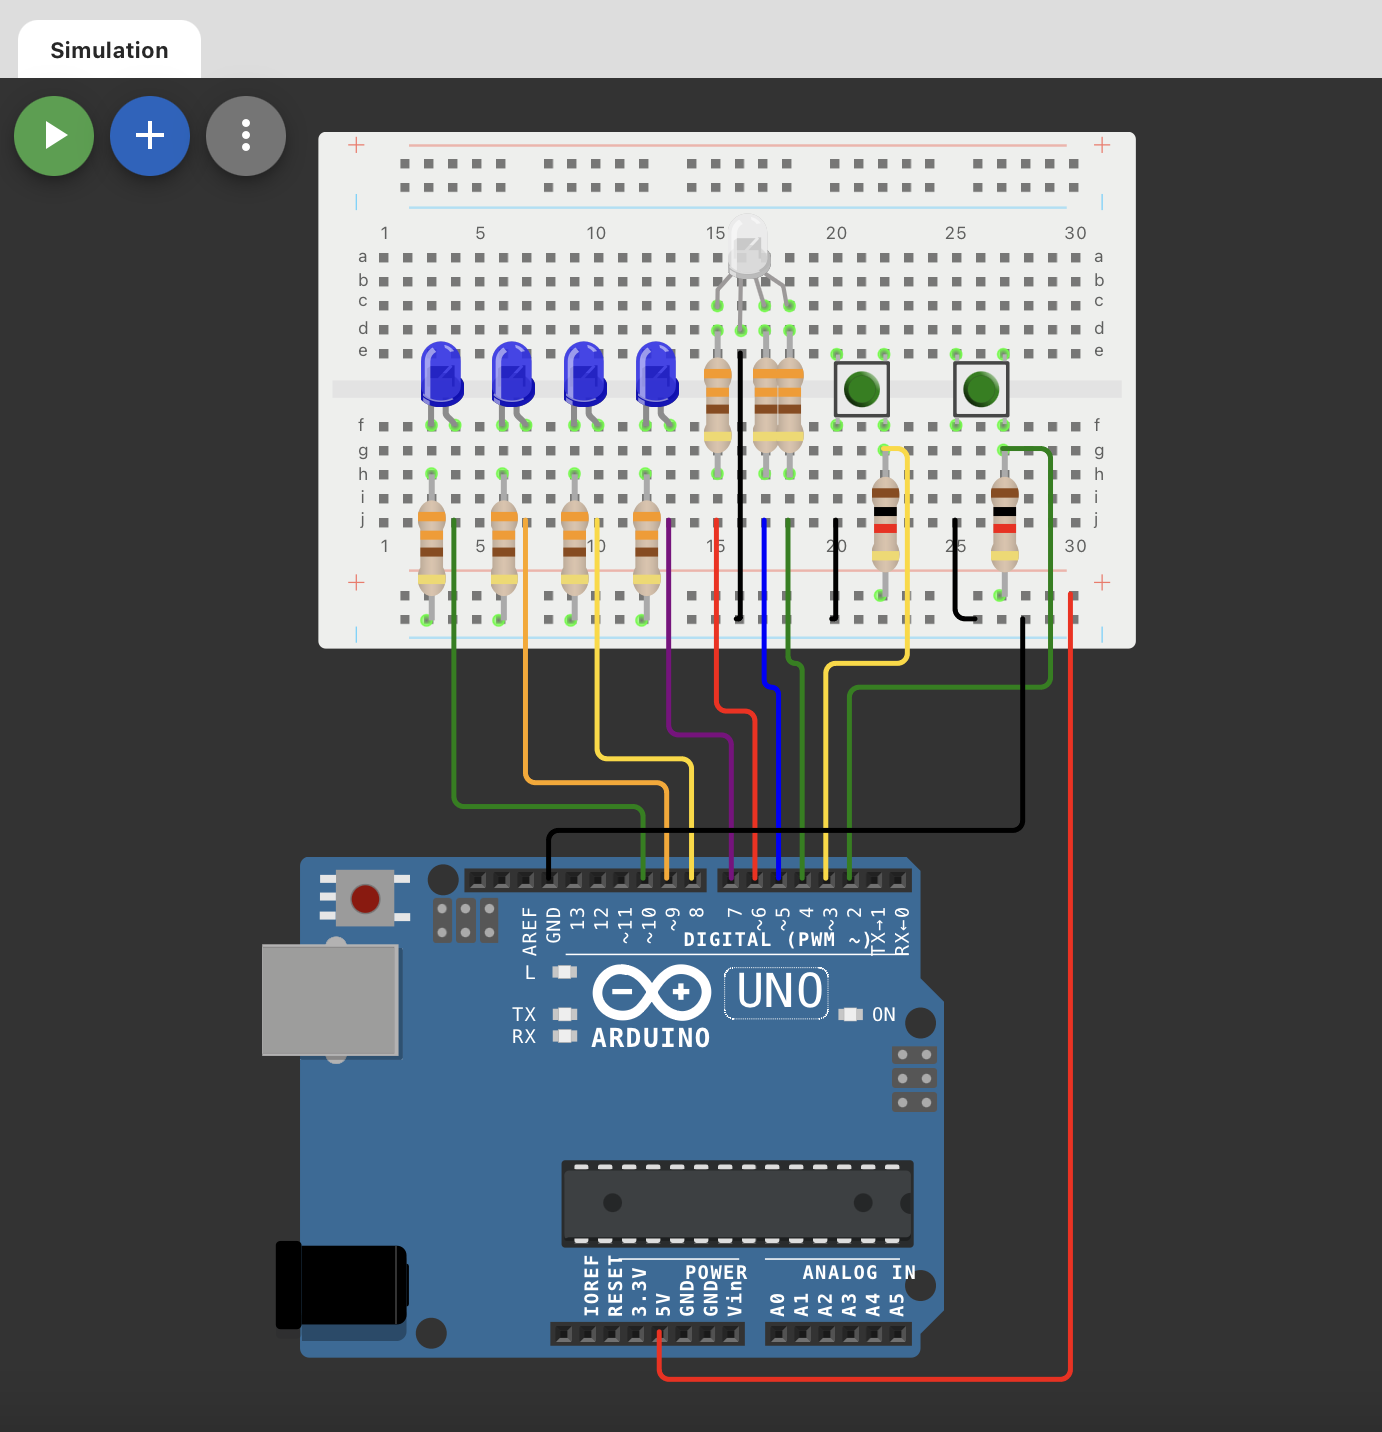 Simulation
1 5 10 15 20 25 30
a a
b b
c c
d d
e e
f f
g g
h h
i i
j j
1 5 10 15 20 25 30
AREF GND 13 12 ~11 ~10 ~9 8 7 ~6 ~5 4 ~3 2 TX→1 RX←0
DIGITAL (PWM ~)
L
UNO
TX ON
RX ARDUINO
POWER ANALOG IN
IOREF RESET 3.3V 5V GND GND Vin A0 A1 A2 A3 A4 A5